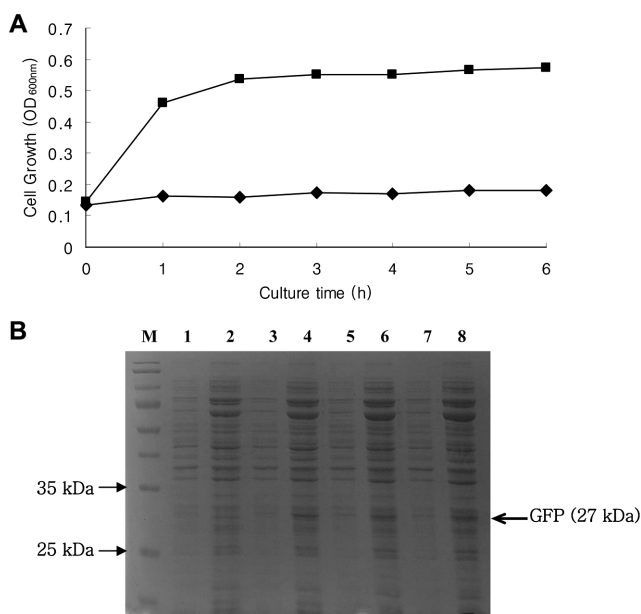 A
Cell Growth (OD 600nm)
0.7
0.6
0.5
0.4
0.3
0.2
0.1
0
0 1 2 3 4 5 6
Culture time (h)
B
M 1 2 3 4 5 6 7 8
35 kDa
GFP (27 kDa)
25 kDa